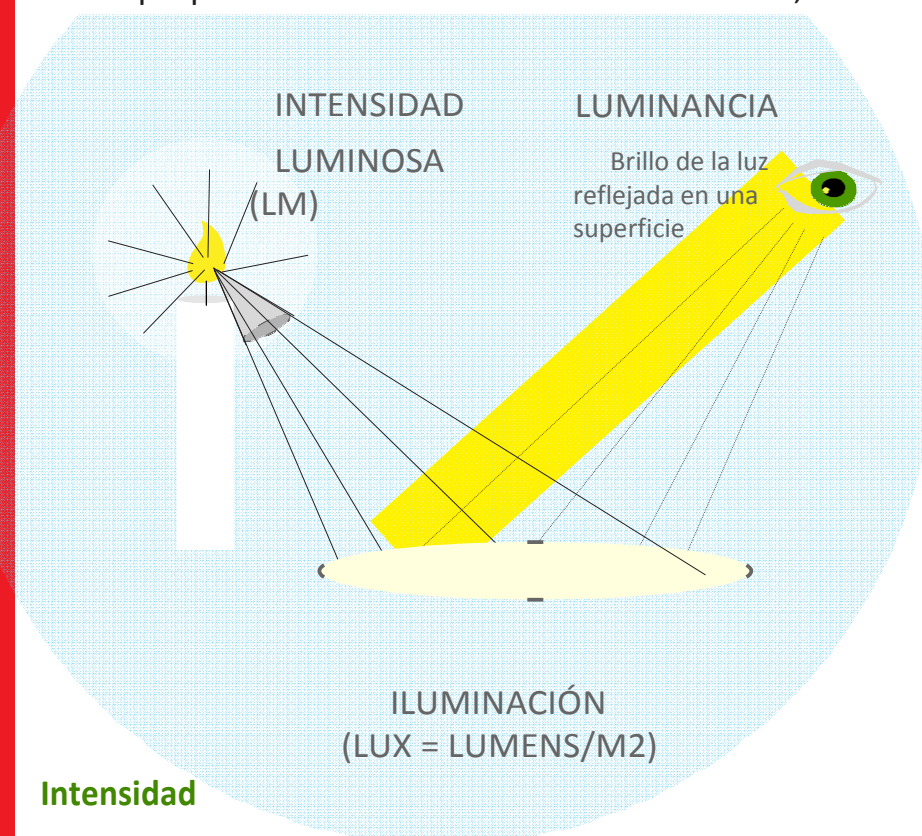 INTENSIDAD
LUMINOSA
(LM)
LUMINANCIA
Brillo de la luz
reflejada en una
superficie
ILUMINACIÓN
(LUX = LUMENS/M2)
Intensidad